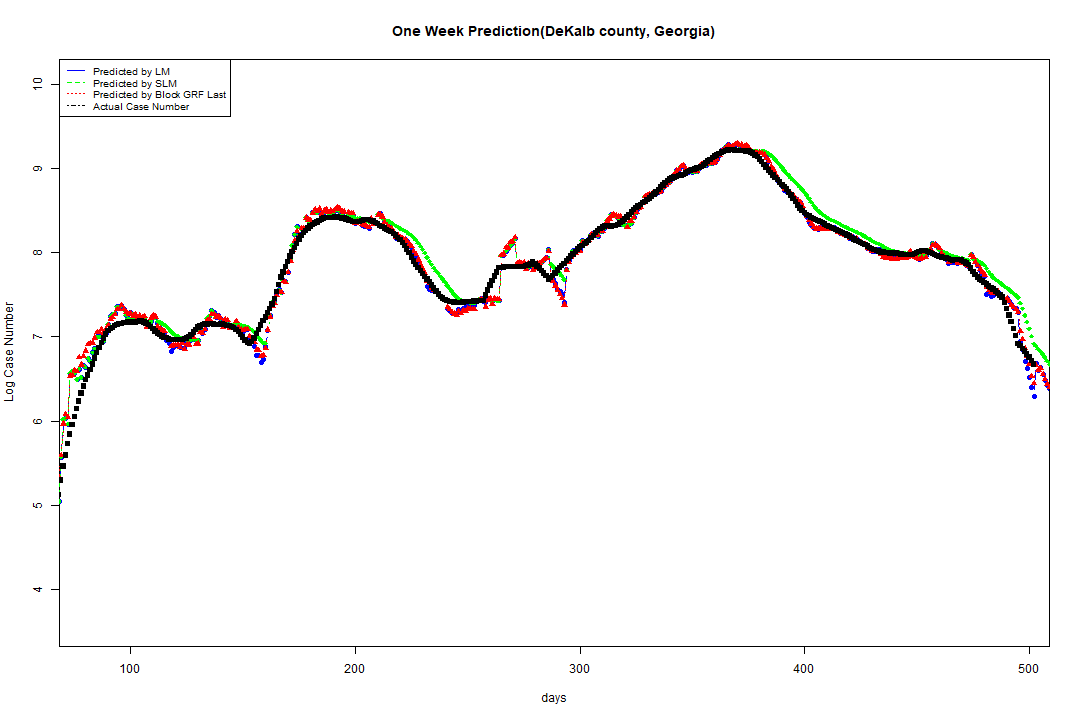 One Week Prediction(DeKalb county, Georgia)
Predicted by LM
Predicted by SLM
Predicted by Block GRF Last
Actual Case Number
10
9
8
7
6
5
4
Log Case Number
100 200 300 400 500
days